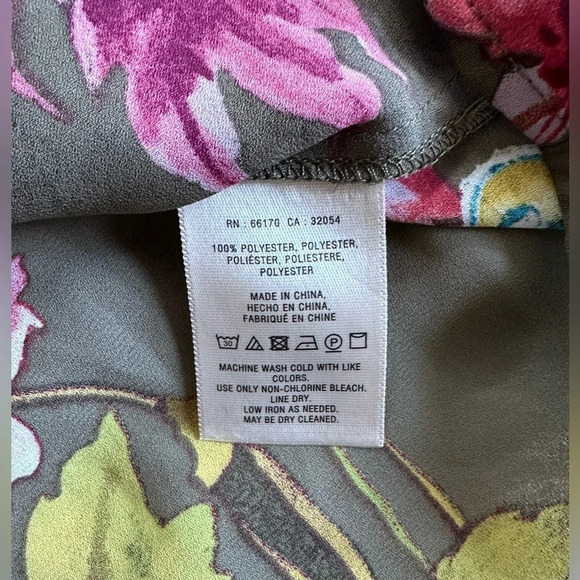 RN : 66170 CA : 32054
100% POLYESTER, POLYESTER,
POLIÉSTER, POLIESTERE,
POLYESTER
MADE IN CHINA,
HECHO EN CHINA,
FABRIQUÉ EN CHINE
30 P
MACHINE WASH COLD WITH LIKE
COLORS.
USE ONLY NON-CHLORINE BLEACH.
LINE DRY.
LOW IRON AS NEEDED.
MAY BE DRY CLEANED.